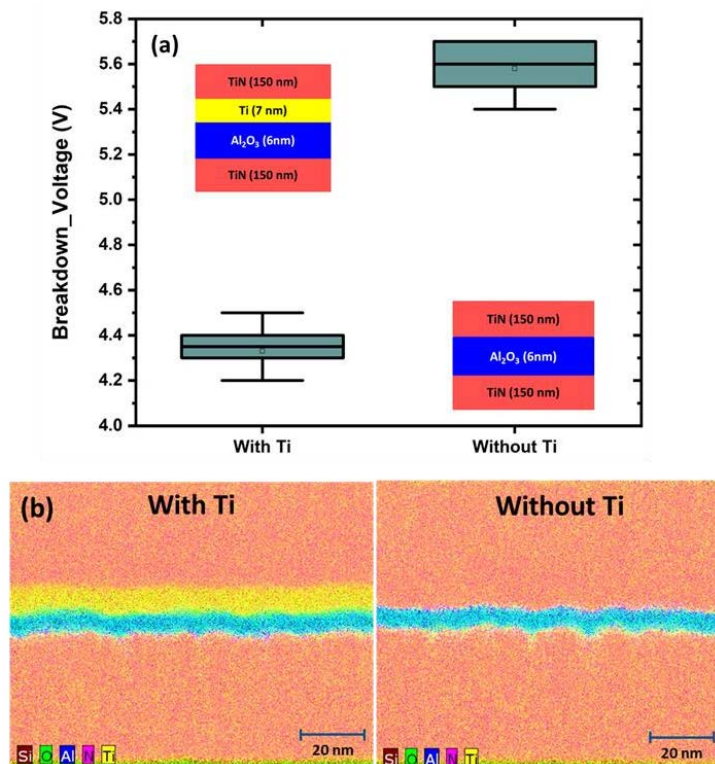 (a)
5.8
5.6
5.4
5.2
5.0
4.8
4.6
4.4
4.2
4.0
Breakdown_Voltage (V)
TiN (150 nm)
Ti (7 nm)
Al₂O₃ (6nm)
TiN (150 nm)
TiN (150 nm)
Al₂O₃ (6nm)
TiN (150 nm)
With Ti
Without Ti
(b)
With Ti
Si O Al N Ti
20 nm
Without Ti
Si O Al N Ti
20 nm